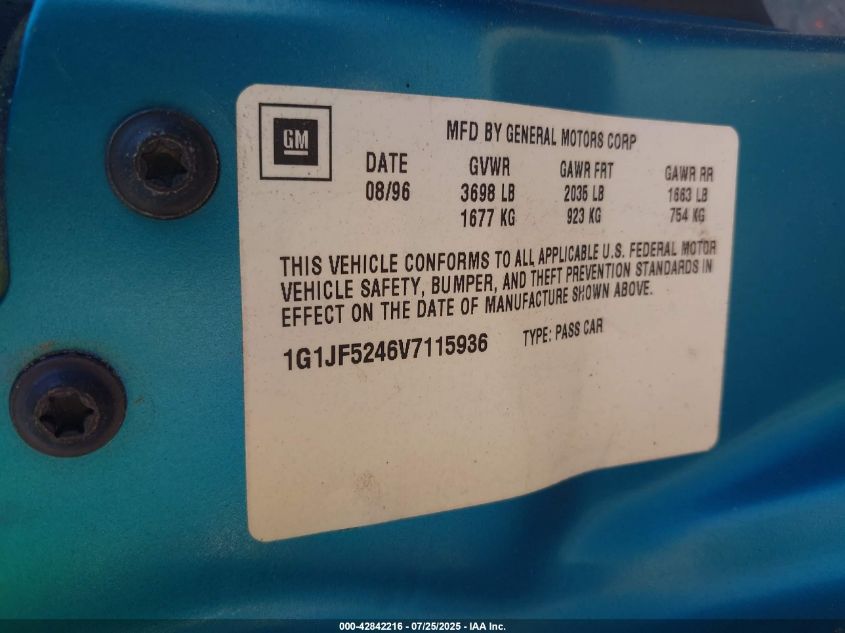 GM
MFD BY GENERAL MOTORS CORP
DATE GVWR GAWR FRT GAWR RR
08/96 3698 LB 2036 LB 1663 LB
1677 KG 923 KG 754 KG
THIS VEHICLE CONFORMS TO ALL APPLICABLE U.S. FEDERAL MOTOR
VEHICLE SAFETY, BUMPER, AND THEFT PREVENTION STANDARDS IN
EFFECT ON THE DATE OF MANUFACTURE SHOWN ABOVE.
1G1JF5246V7115936 TYPE: PASS CAR
000-42842216 - 07/25/2025 - IAA Inc.